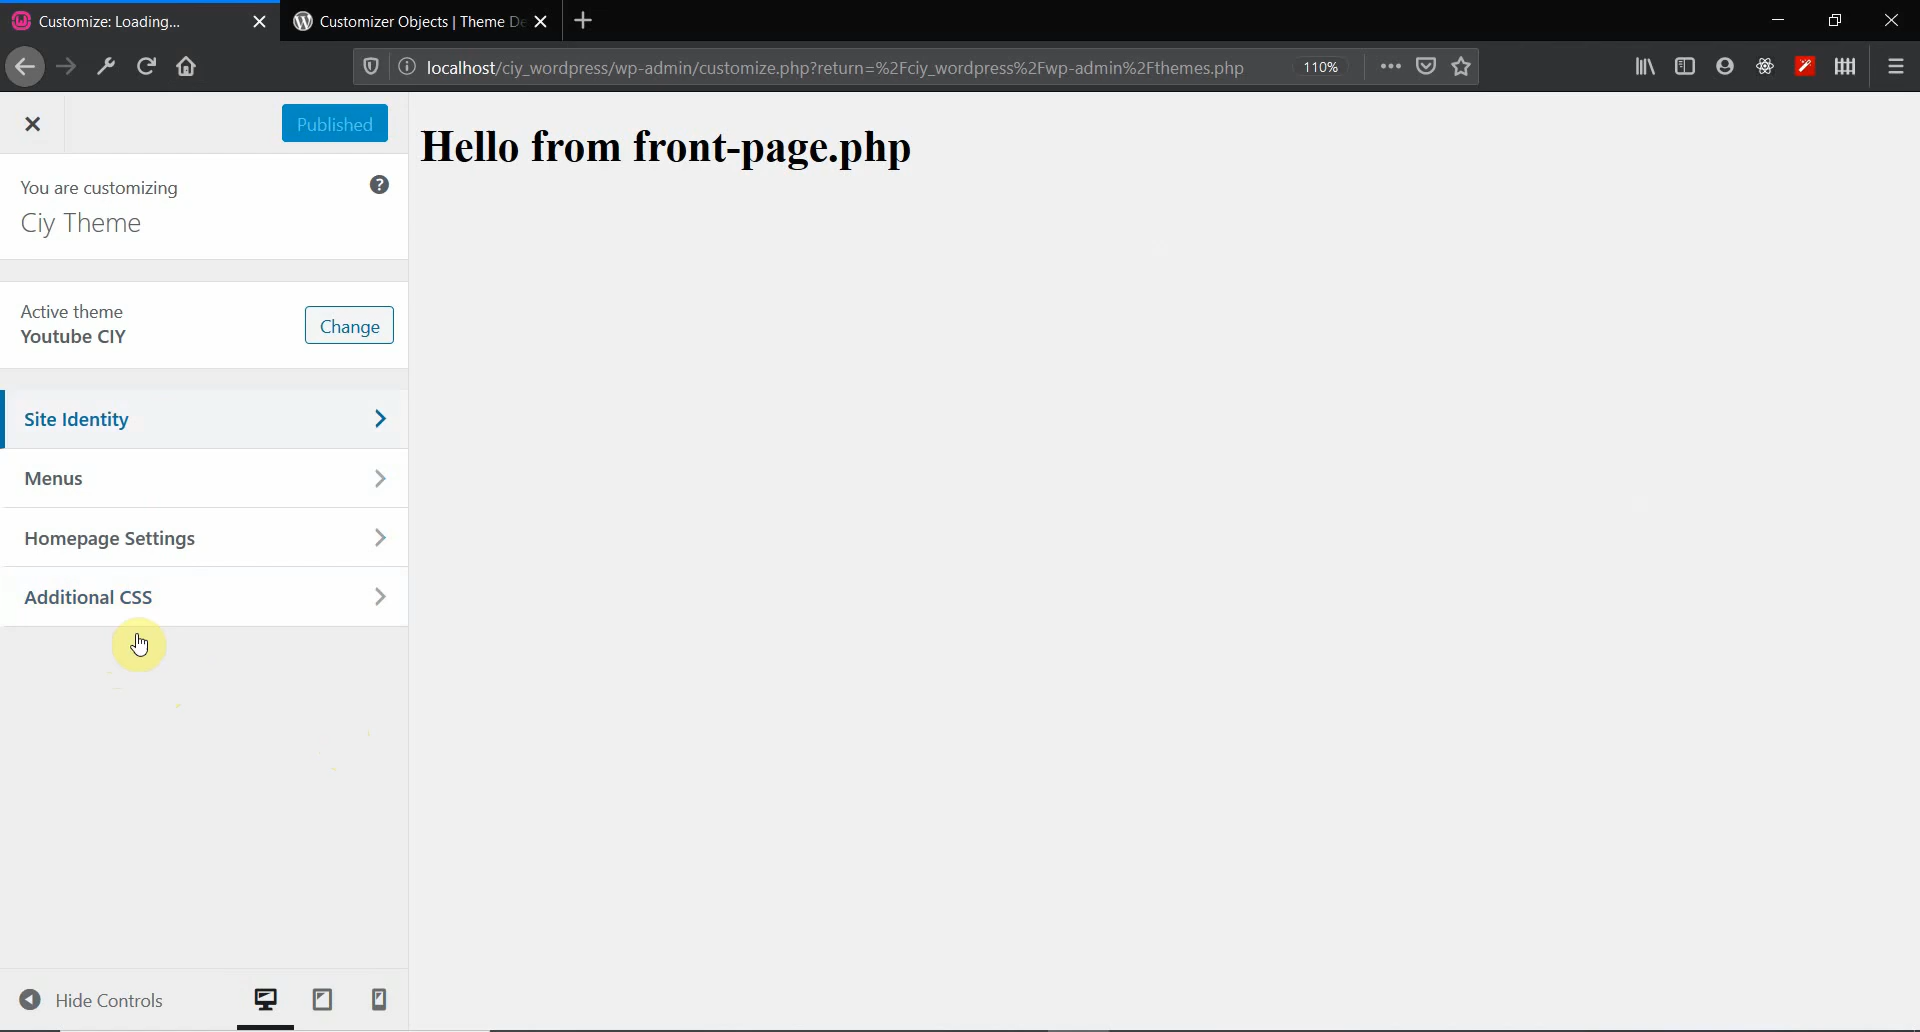 Customize: Loading...
Customizer Objects | Theme De
localhost/ciy_wordpress/wp-admin/customize.php?return=%2Fciy_wordpress%2Fwp-admin%2Fthemes.php
110%
Published
Hello from front-page.php
You are customizing
Ciy Theme
Active theme
Youtube CIY
Change
Site Identity
Menus
Homepage Settings
Additional CSS
Hide Controls